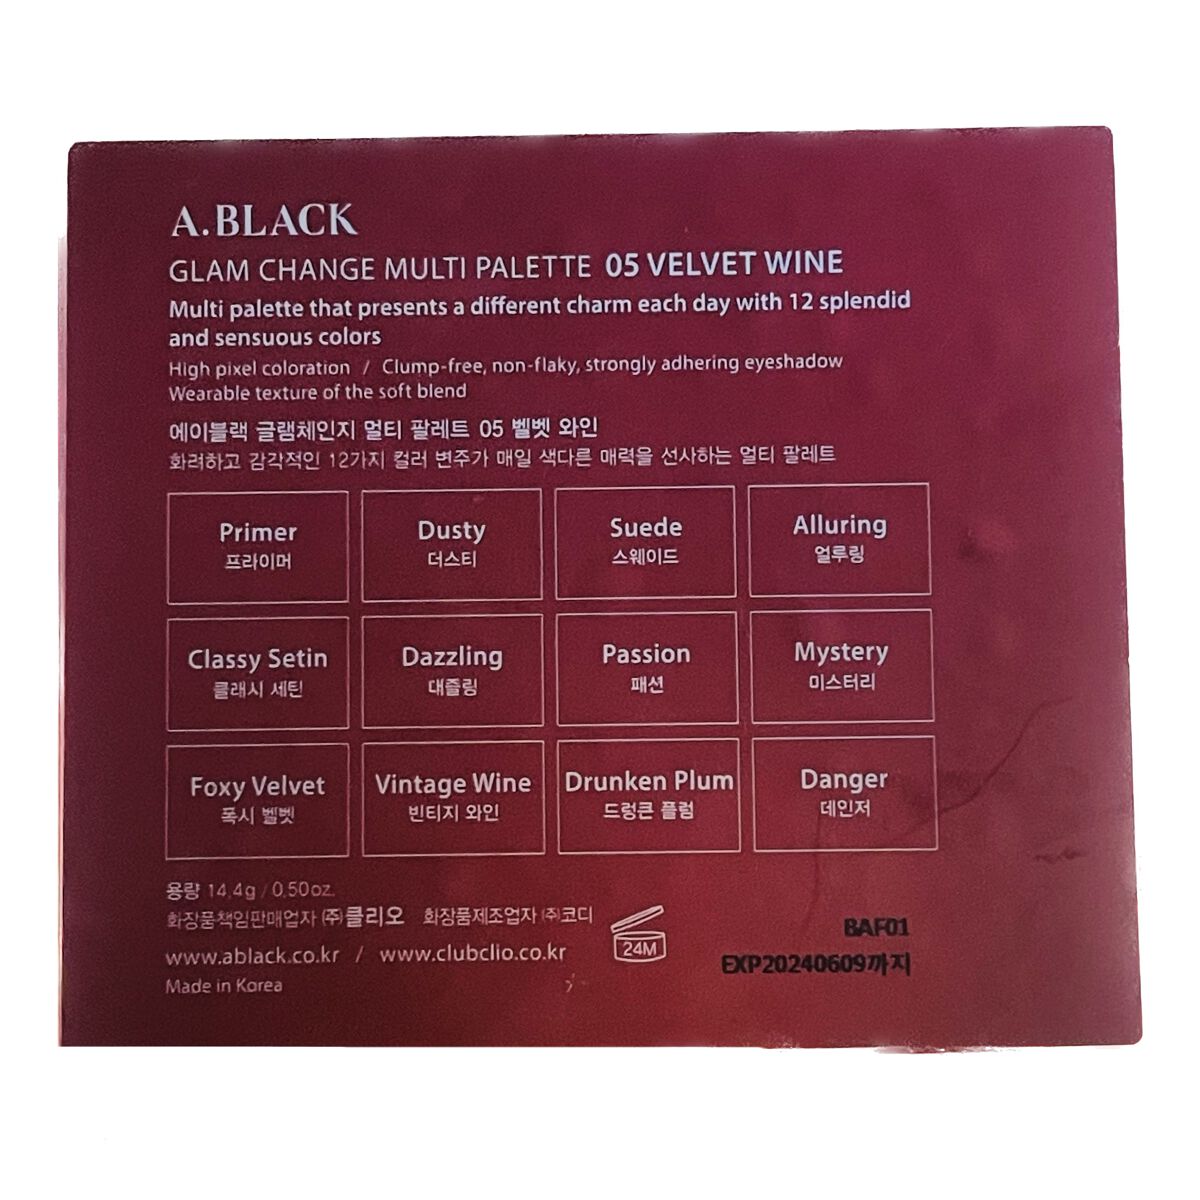 A.BLACK
GLAM CHANGE MULTI PALETTE 05 VELVET WINE
Multi palette that presents a different charm each day with 12 splendid
and sensuous colors
High pixel coloration / Clump-free, non-flaky, strongly adhering eyeshadow
Wearable texture of the soft blend
에이블랙 글램체인지 멀티 팔레트 05 벨벳 와인
화려하고 감각적인 12가지 컬러 변주가 매일 색다른 매력을 선사하는 멀티 팔레트
Primer
프라이머
Dusty
더스티
Suede
스웨이드
Alluring
얼루링
Classy Setin
클래시 세틴
Dazzling
대즐링
Passion
패션
Mystery
미스터리
Foxy Velvet
폭시 벨벳
Vintage Wine
빈티지 와인
Drunken Plum
드렁큰 플럼
Danger
데인저
용량 14.4g / 0.50oz.
화장품책임판매업자 ㈜클리오 화장품제조업자 ㈜코디
www.ablack.co.kr / www.clubclio.co.kr
Made in Korea
24M
BAF01
EXP20240609까지